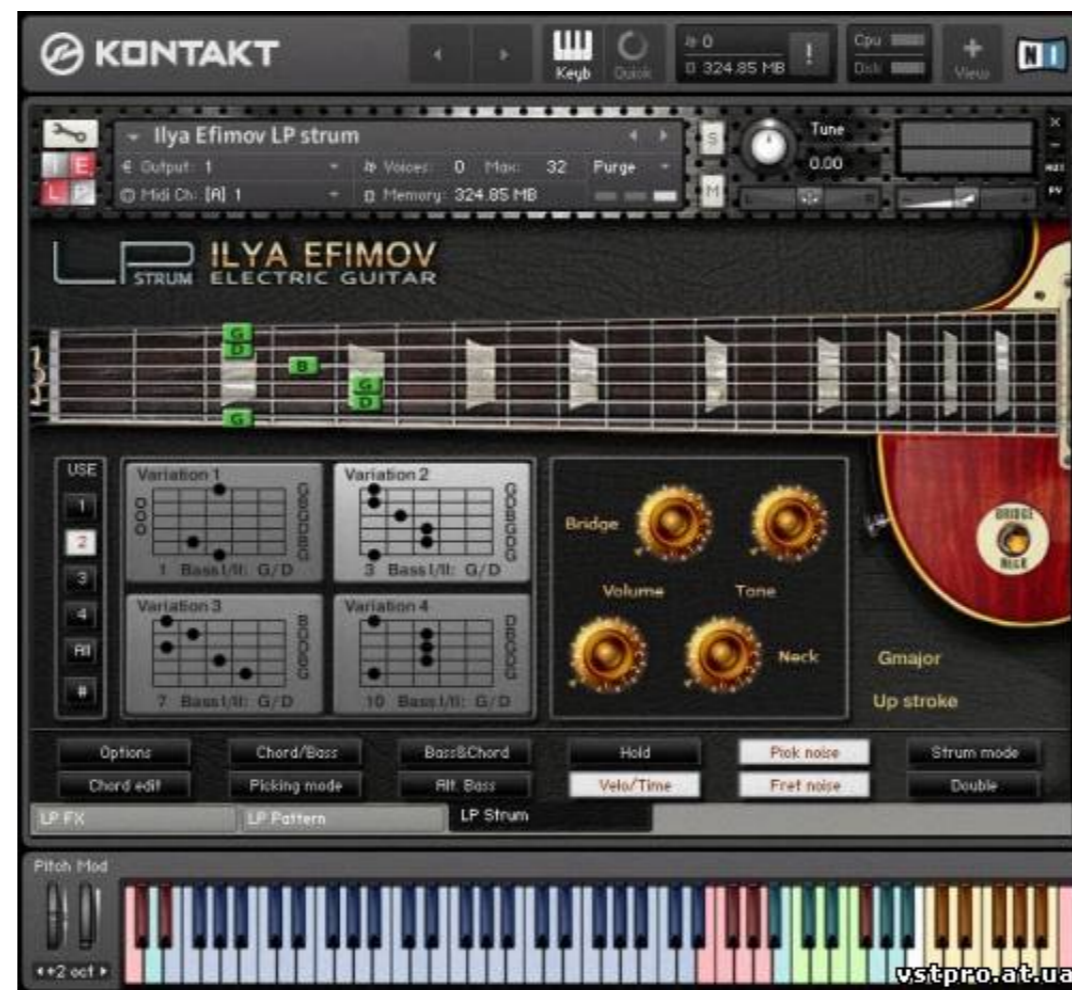 KONTAKT
Keyb
Quick
0
324.85 MB
!
Cpu
Disk
View
N I
Ilya Efimov LP strum
Output: 1
Voices: 0 Max: 32 Purge
Midi Ch: [A] 1
Memory: 324.85 MB
S
M
Tune
0.00
L R
AUX
PV
I E
L P
LP STRUM
ILYA EFIMOV
ELECTRIC GUITAR
G
D
B
G
D
G
USE
1
2
3
4
All
#
Variation 1
1 Bass I/II: G/D
Variation 2
3 Bass I/II: G/D
Variation 3
7 Bass I/II: G/D
Variation 4
10 Bass I/II: G/D
Bridge
Volume
Tone
Neck
BRIDGE
NECK
Gmajor
Up stroke
Options
Chord/Bass
Bass&Chord
Hold
Pick noise
Strum mode
Chord edit
Picking mode
Alt. Bass
Velo/Time
Fret noise
Double
LP FX
LP Pattern
LP Strum
Pitch Mod
+2 oct
vstpro.at.ua